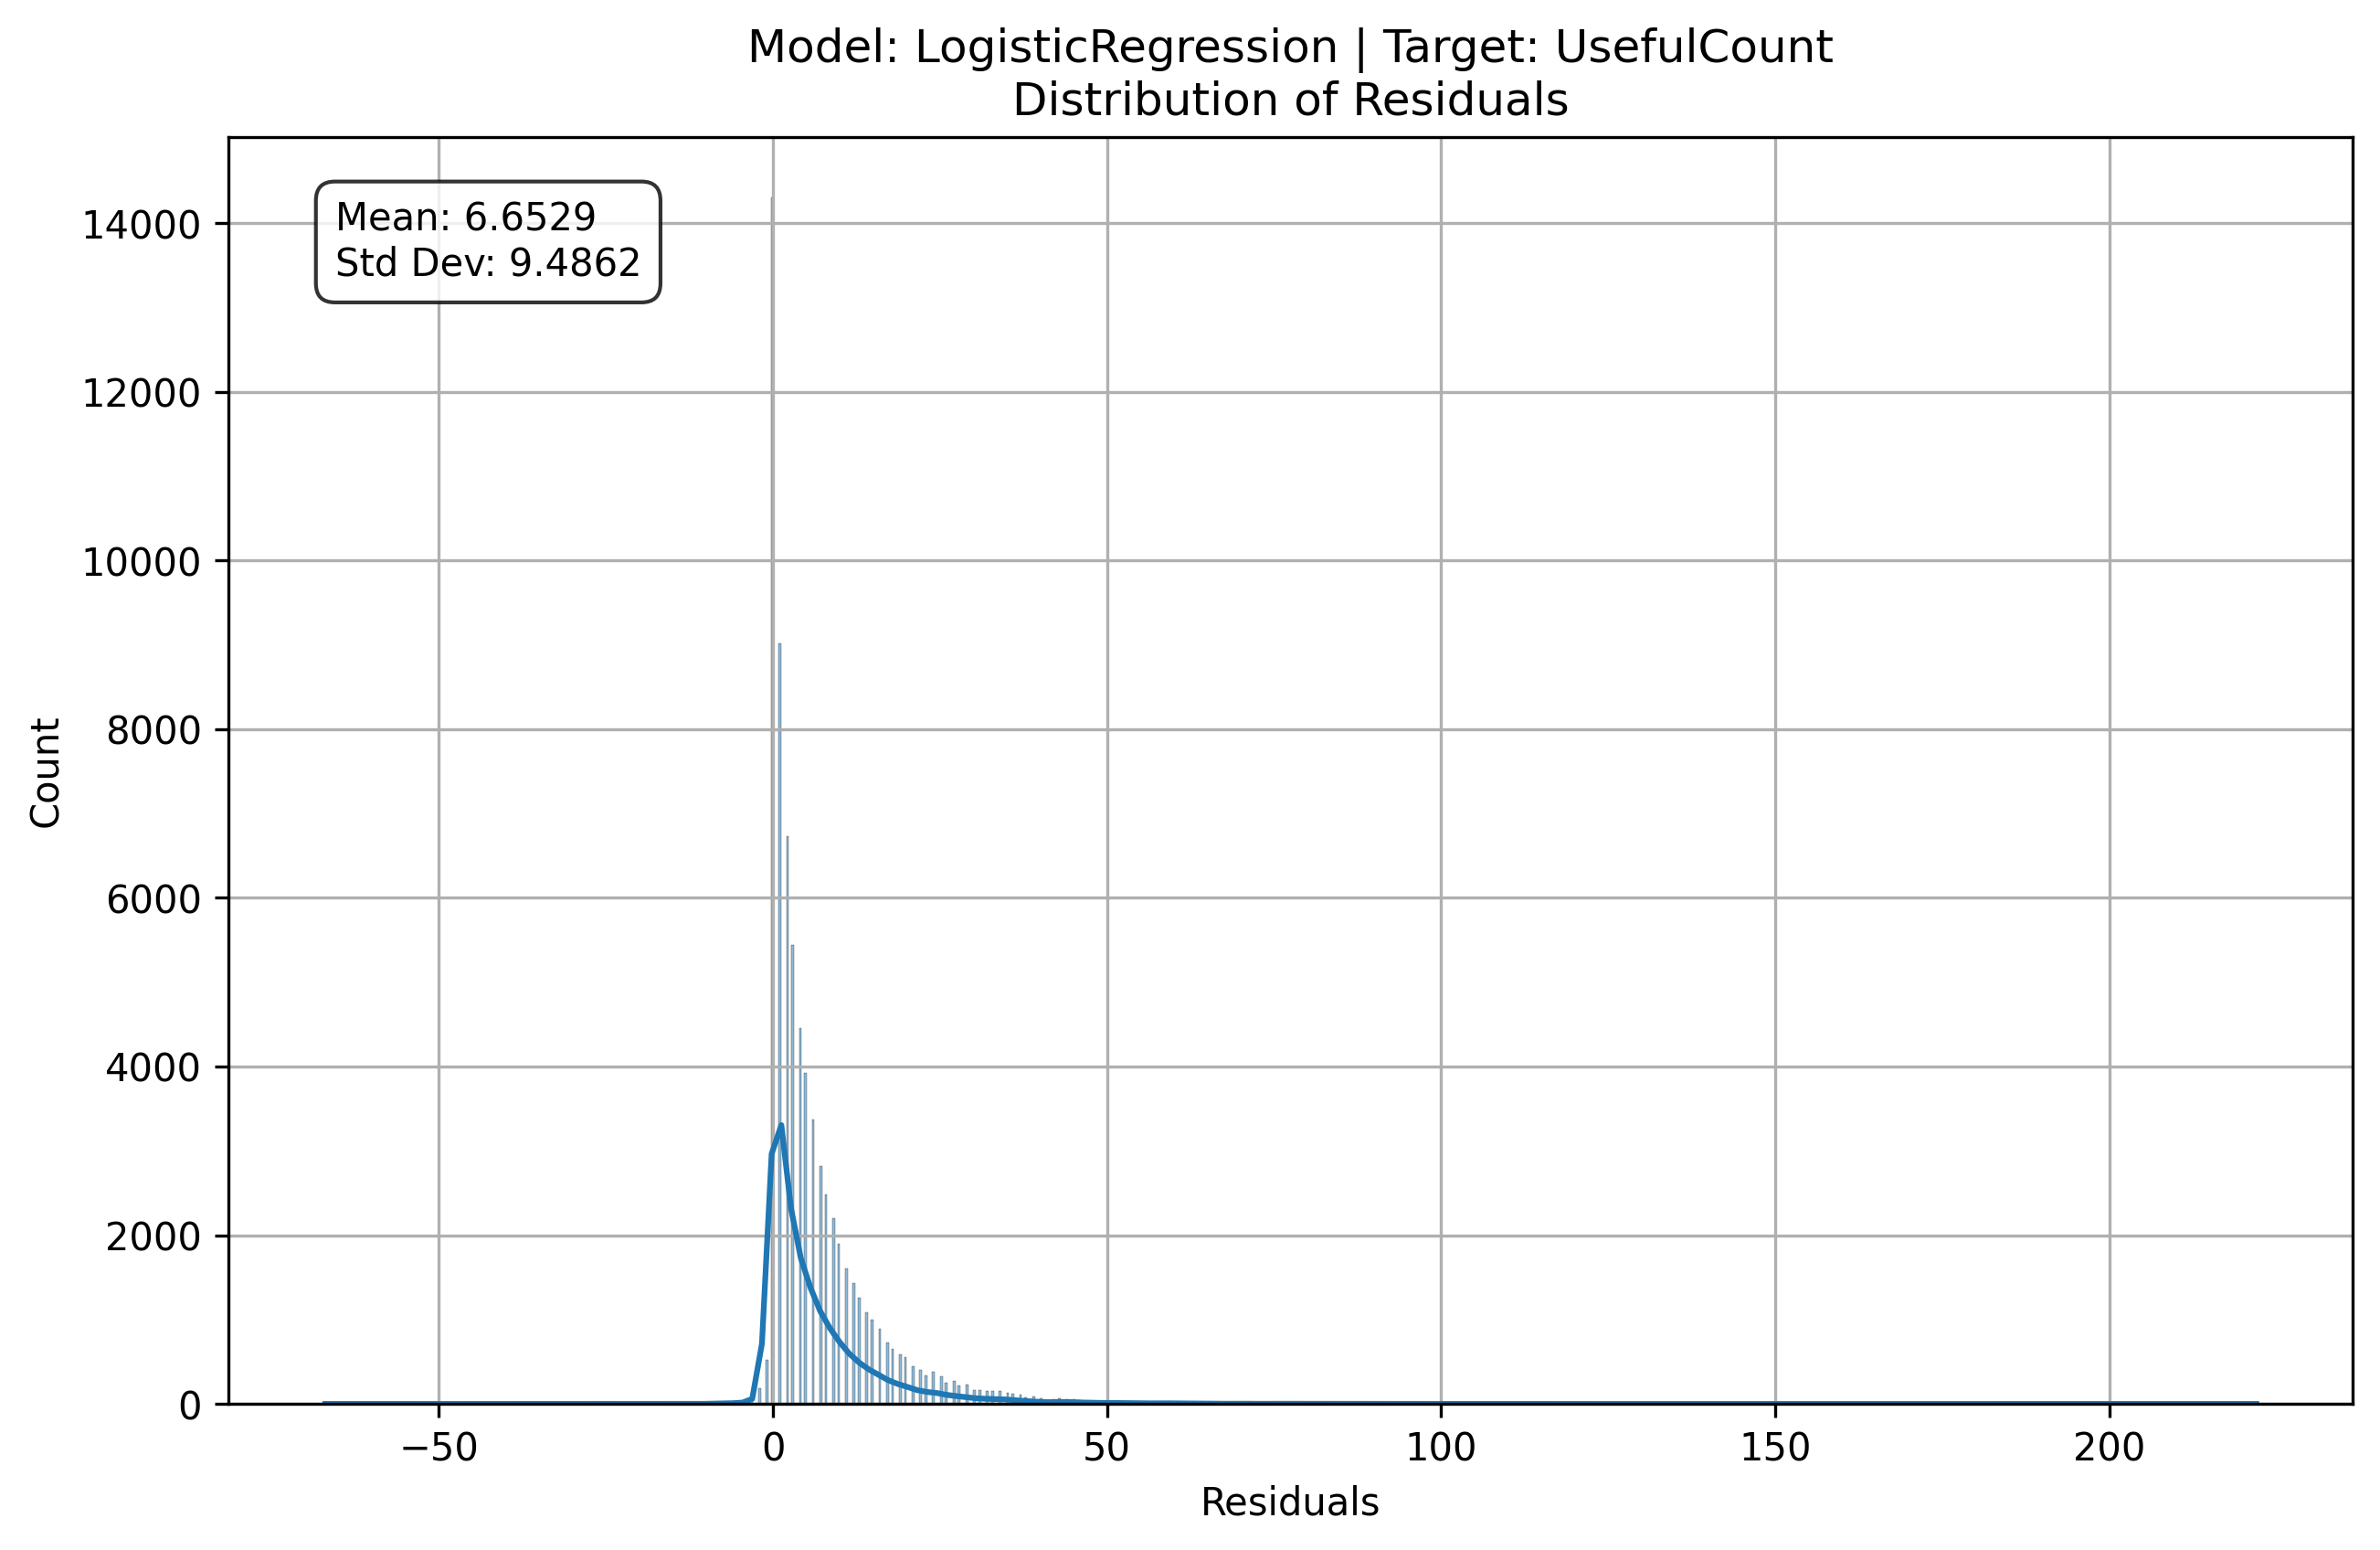 Model: LogisticRegression | Target: UsefulCount
Distribution of Residuals
Mean: 6.6529
Std Dev: 9.4862
14000
12000
10000
8000
6000
4000
2000
0
Count
−50 0 50 100 150 200
Residuals